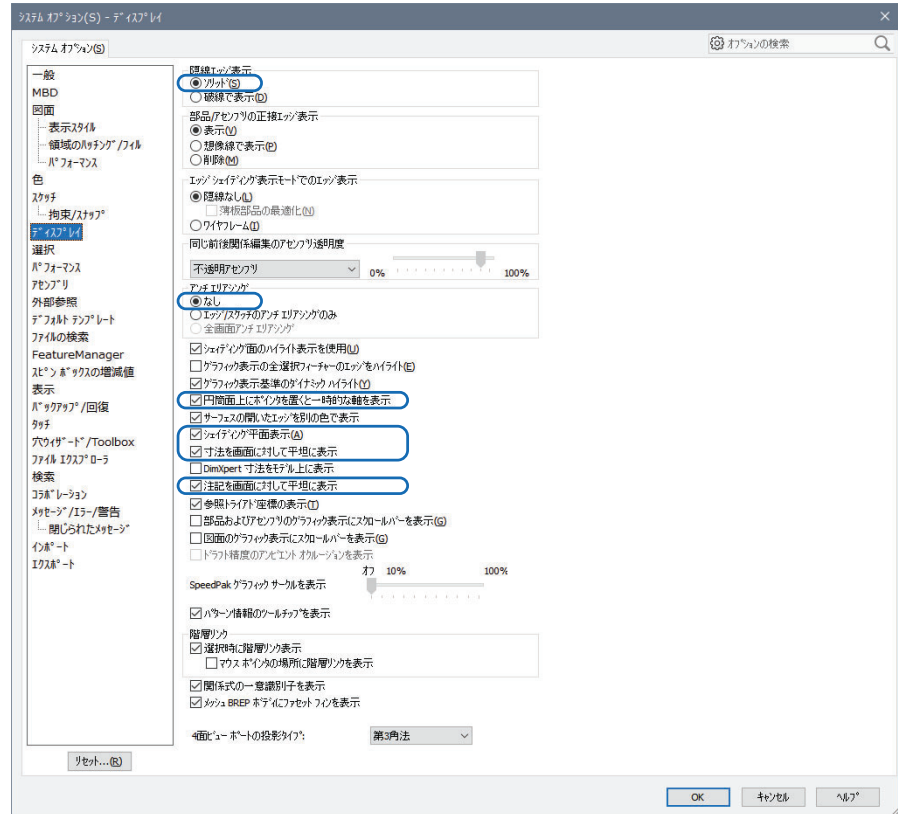 システム オプション(S) - ディスプレイ
システム オプション(S)
オプションの検索
一般
MBD
図面
表示スタイル
領域のハッチング/フィル
パフォーマンス
色
スケッチ
拘束/スナップ
ディスプレイ
選択
パフォーマンス
アセンブリ
外部参照
デフォルト テンプレート
ファイルの検索
FeatureManager
スピン ボックスの増減値
表示
バックアップ/回復
タッチ
穴ウィザード/Toolbox
ファイル エクスプローラ
検索
コラボレーション
メッセージ/エラー/警告
閉じられたメッセージ
インポート
エクスポート
リセット...(R)
隠線エッジ表示
ソリッド(S)
破線で表示(D)
部品/アセンブリの正接エッジ表示
表示(V)
想像線で表示(P)
削除(M)
エッジ シェイディング表示モードでのエッジ表示
隠線なし(L)
薄板部品の最適化(N)
ワイヤフレーム(I)
同じ前後関係編集のアセンブリ透明度
不透明アセンブリ
0% 100%
アンチ エリアシング
なし
エッジ/スケッチのアンチ エリアシングのみ
全画面アンチ エリアシング
シェイディング面のハイライト表示を使用(U)
グラフィック表示の全選択フィーチャーのエッジをハイライト(E)
グラフィック表示基準のダイナミック ハイライト(Y)
円筒面上にポインタを置くと一時的な軸を表示
サーフェスの開いたエッジを別の色で表示
シェイディング平面表示(A)
寸法を画面に対して平坦に表示
DimXpert 寸法をモデル上に表示
注記を画面に対して平坦に表示
参照トライアド座標の表示(T)
部品およびアセンブリのグラフィック表示にスクロールバーを表示(G)
図面のグラフィック表示にスクロールバーを表示(G)
ドラフト精度のアンビエント オクルージョンを表示
オフ 10% 100%
SpeedPak グラフィック サークルを表示
パターン情報のツールチップを表示
階層リンク
選択時に階層リンク表示
マウス ポインタの場所に階層リンクを表示
関係式の一意識別子を表示
メッシュ BREP ボディにファセット フィンを表示
4面ビュー ポートの投影タイプ:
第3角法
OK
キャンセル
ヘルプ